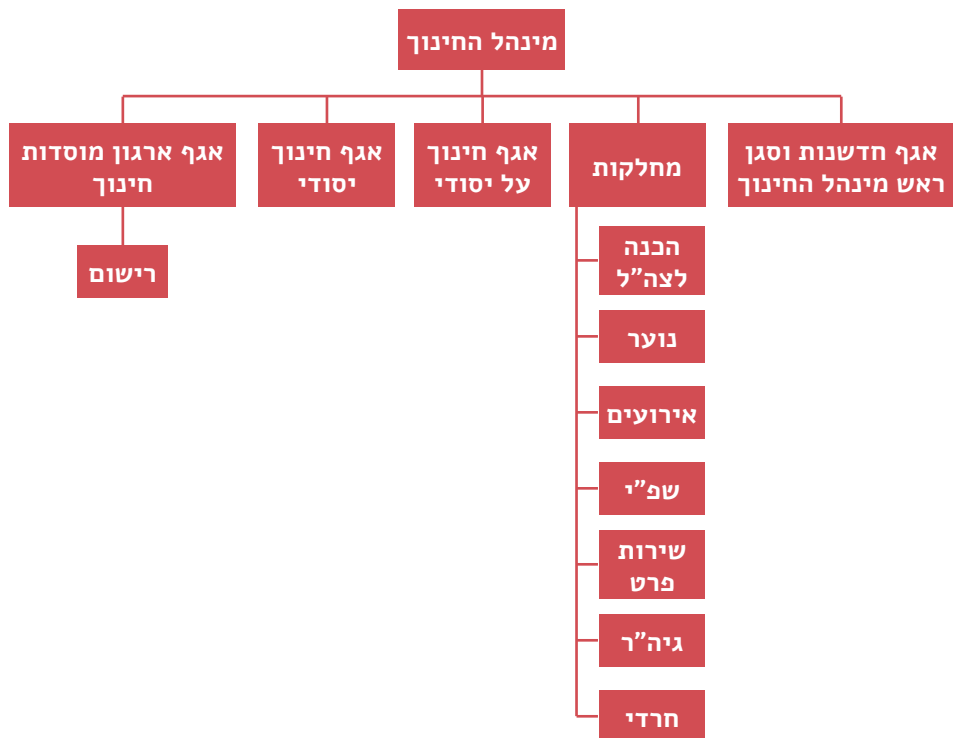 מינהל החינוך
אגף חדשנות וסגן
ראש מינהל החינוך
מחלקות
אגף חינוך
על יסודי
אגף חינוך
יסודי
אגף ארגון מוסדות
חינוך
הכנה
לצה״ל
נוער
אירועים
שפ״י
שירות
פרט
גיה״ר
חרדי
רישום